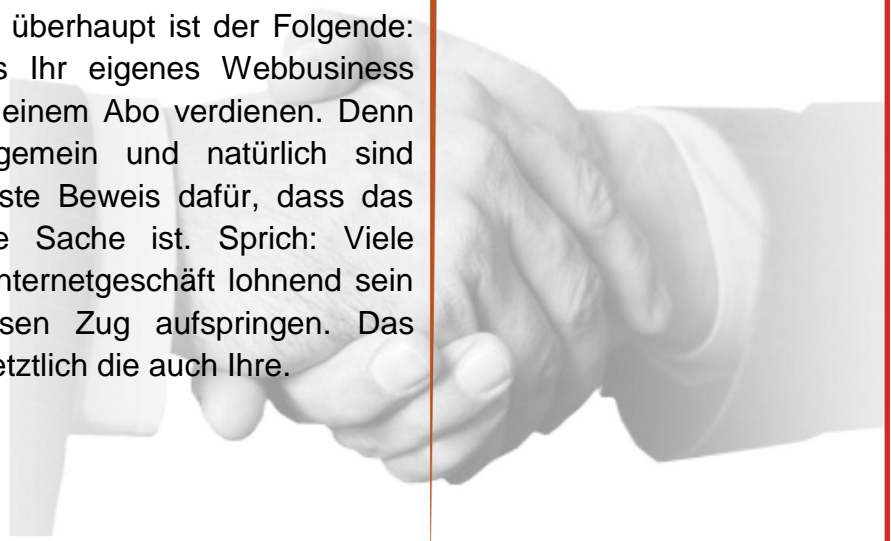 überhaupt ist der Folgende:
s Ihr eigenes Webbusiness
einem Abo verdienen. Denn
gemein und natürlich sind
ste Beweis dafür, dass das
e Sache ist. Sprich: Viele
nternetgeschäft lohnend sein
sen Zug aufspringen. Das
etztlich die auch Ihre.